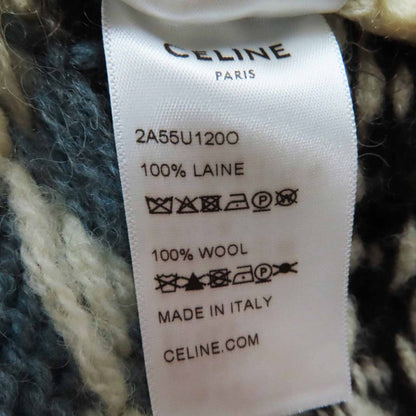 CELINE
PARIS
2A55U120O
100% LAINE
100% WOOL
MADE IN ITALY
CELINE.COM